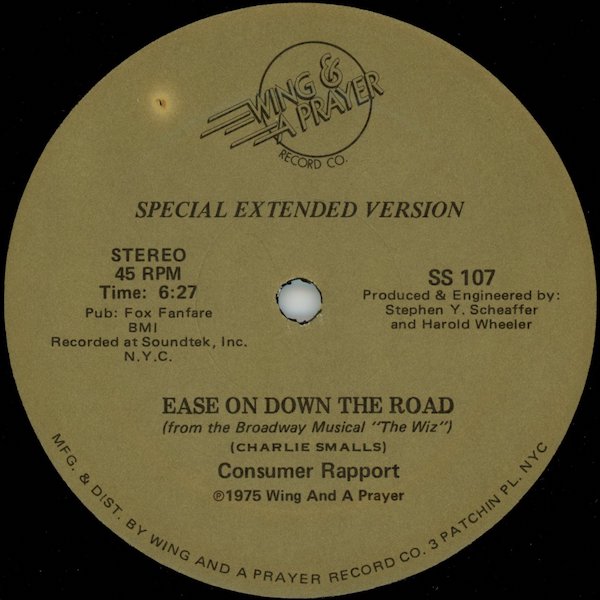 WING &
A PRAYER
RECORD CO.
SPECIAL EXTENDED VERSION
STEREO
45 RPM
Time: 6:27
Pub: Fox Fanfare
BMI
Recorded at Soundtek, Inc.
N.Y.C.
SS 107
Produced & Engineered by:
Stephen Y. Scheaffer
and Harold Wheeler
EASE ON DOWN THE ROAD
(from the Broadway Musical "The Wiz")
(CHARLIE SMALLS)
Consumer Rapport
℗1975 Wing And A Prayer
MFG. & DIST. BY WING AND A PRAYER RECORD CO. 3 PATCHIN PL. NYC